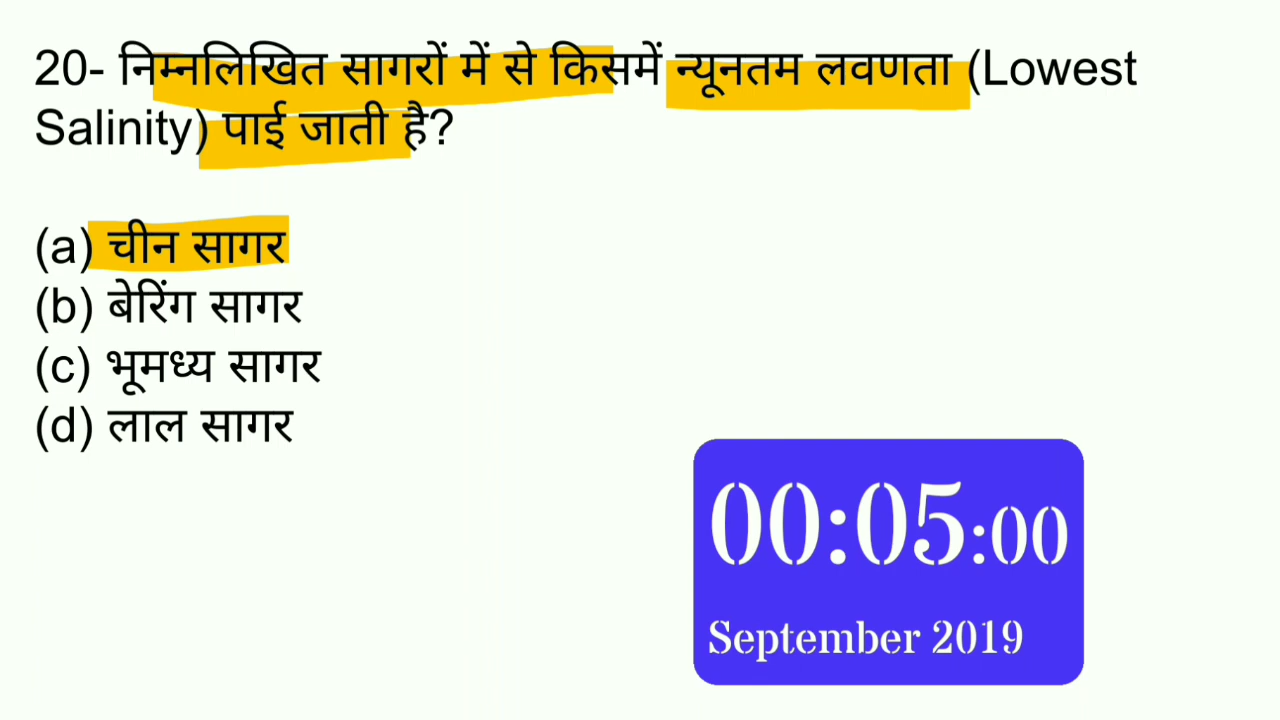 20- निम्नलिखित सागरों में से किसमें न्यूनतम लवणता (Lowest
Salinity) पाई जाती है?
(a) चीन सागर
(b) बेरिंग सागर
(c) भूमध्य सागर
(d) लाल सागर
00:05:00
September 2019